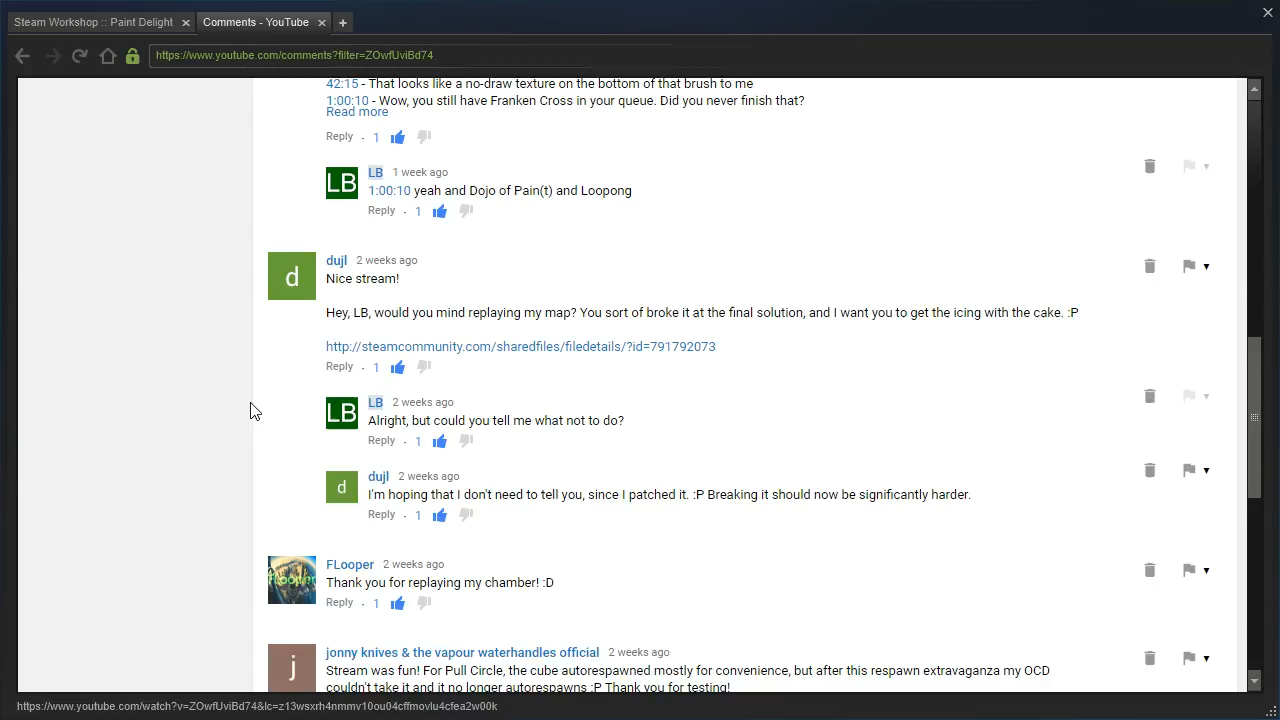 Steam Workshop :: Paint Delight
Comments - YouTube
https://www.youtube.com/comments?filter=ZOwfUviBd74
42:15 - That looks like a no-draw texture on the bottom of that brush to me
1:00:10 - Wow, you still have Franken Cross in your queue. Did you never finish that?
Read more
Reply . 1
LB
LB 1 week ago
1:00:10 yeah and Dojo of Pain(t) and Loopong
Reply . 1
d
dujl 2 weeks ago
Nice stream!
Hey, LB, would you mind replaying my map? You sort of broke it at the final solution, and I want you to get the icing with the cake. :P
http://steamcommunity.com/sharedfiles/filedetails/?id=791792073
Reply . 1
LB
LB 2 weeks ago
Alright, but could you tell me what not to do?
Reply . 1
d
dujl 2 weeks ago
I'm hoping that I don't need to tell you, since I patched it. :P Breaking it should now be significantly harder.
Reply . 1
FLooper
FLooper 2 weeks ago
Thank you for replaying my chamber! :D
Reply . 1
j
jonny knives & the vapour waterhandles official 2 weeks ago
Stream was fun! For Pull Circle, the cube autorespawned mostly for convenience, but after this respawn extravaganza my OCD
couldn't take it and it no longer autorespawns :P Thank you for testing!
https://www.youtube.com/watch?v=ZOwfUviBd74&lc=z13wsxrh4nmmv10ou04cffmovlu4cfea2w00k